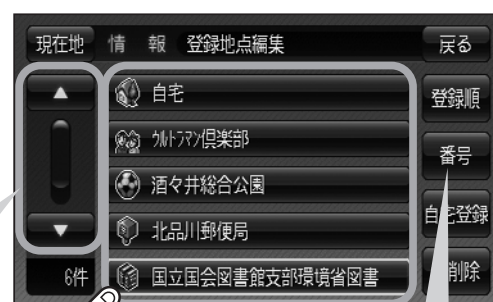 現在地 情 報 登録地点編集 戻る
自宅 登録順
ウルトラマン倶楽部
番号
酒々井総合公園
北品川郵便局 自宅登録
6件 国立国会図書館支部環境省図書 削除